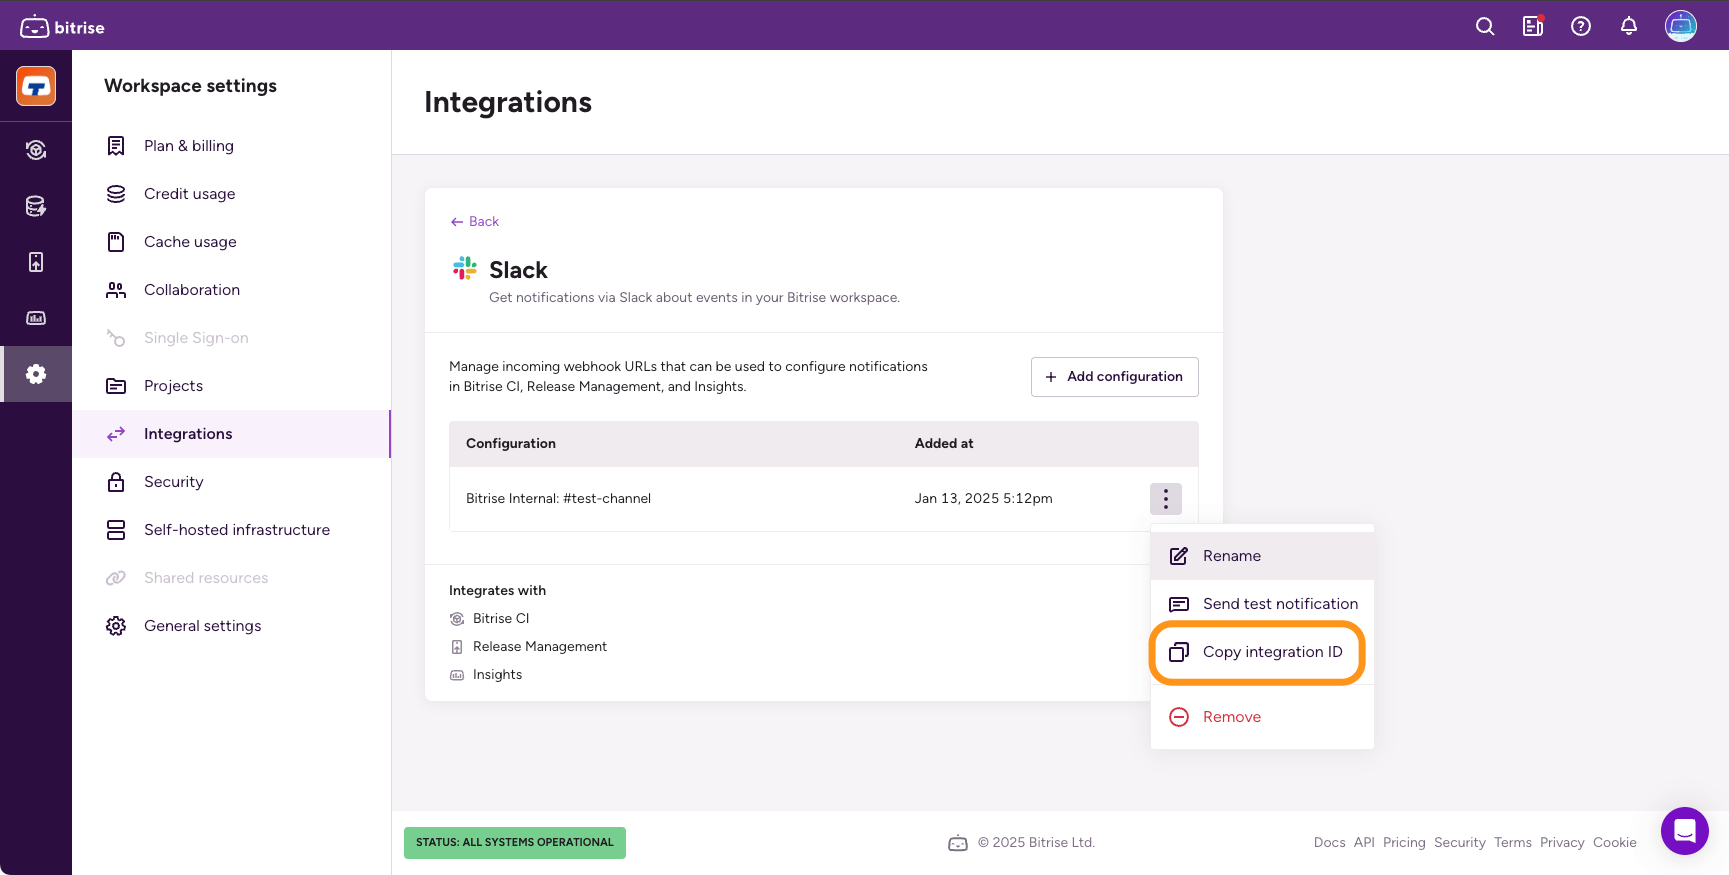 bitrise
Workspace settings
Plan & billing
Credit usage
Cache usage
Collaboration
Single Sign-on
Projects
Integrations
Security
Self-hosted infrastructure
Shared resources
General settings
Integrations
Back
Slack
Get notifications via Slack about events in your Bitrise workspace.
Manage incoming webhook URLs that can be used to configure notifications
in Bitrise CI, Release Management, and Insights.
Add configuration
Configuration Added at
Bitrise Internal: #test-channel Jan 13, 2025 5:12pm
Rename
Send test notification
Copy integration ID
Remove
Integrates with
Bitrise CI
Release Management
Insights
STATUS: ALL SYSTEMS OPERATIONAL
© 2025 Bitrise Ltd.
Docs API Pricing Security Terms Privacy Cookie